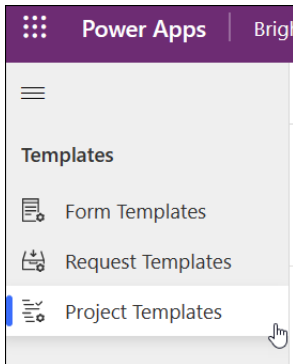 Power Apps
Templates
Form Templates
Request Templates
Project Templates